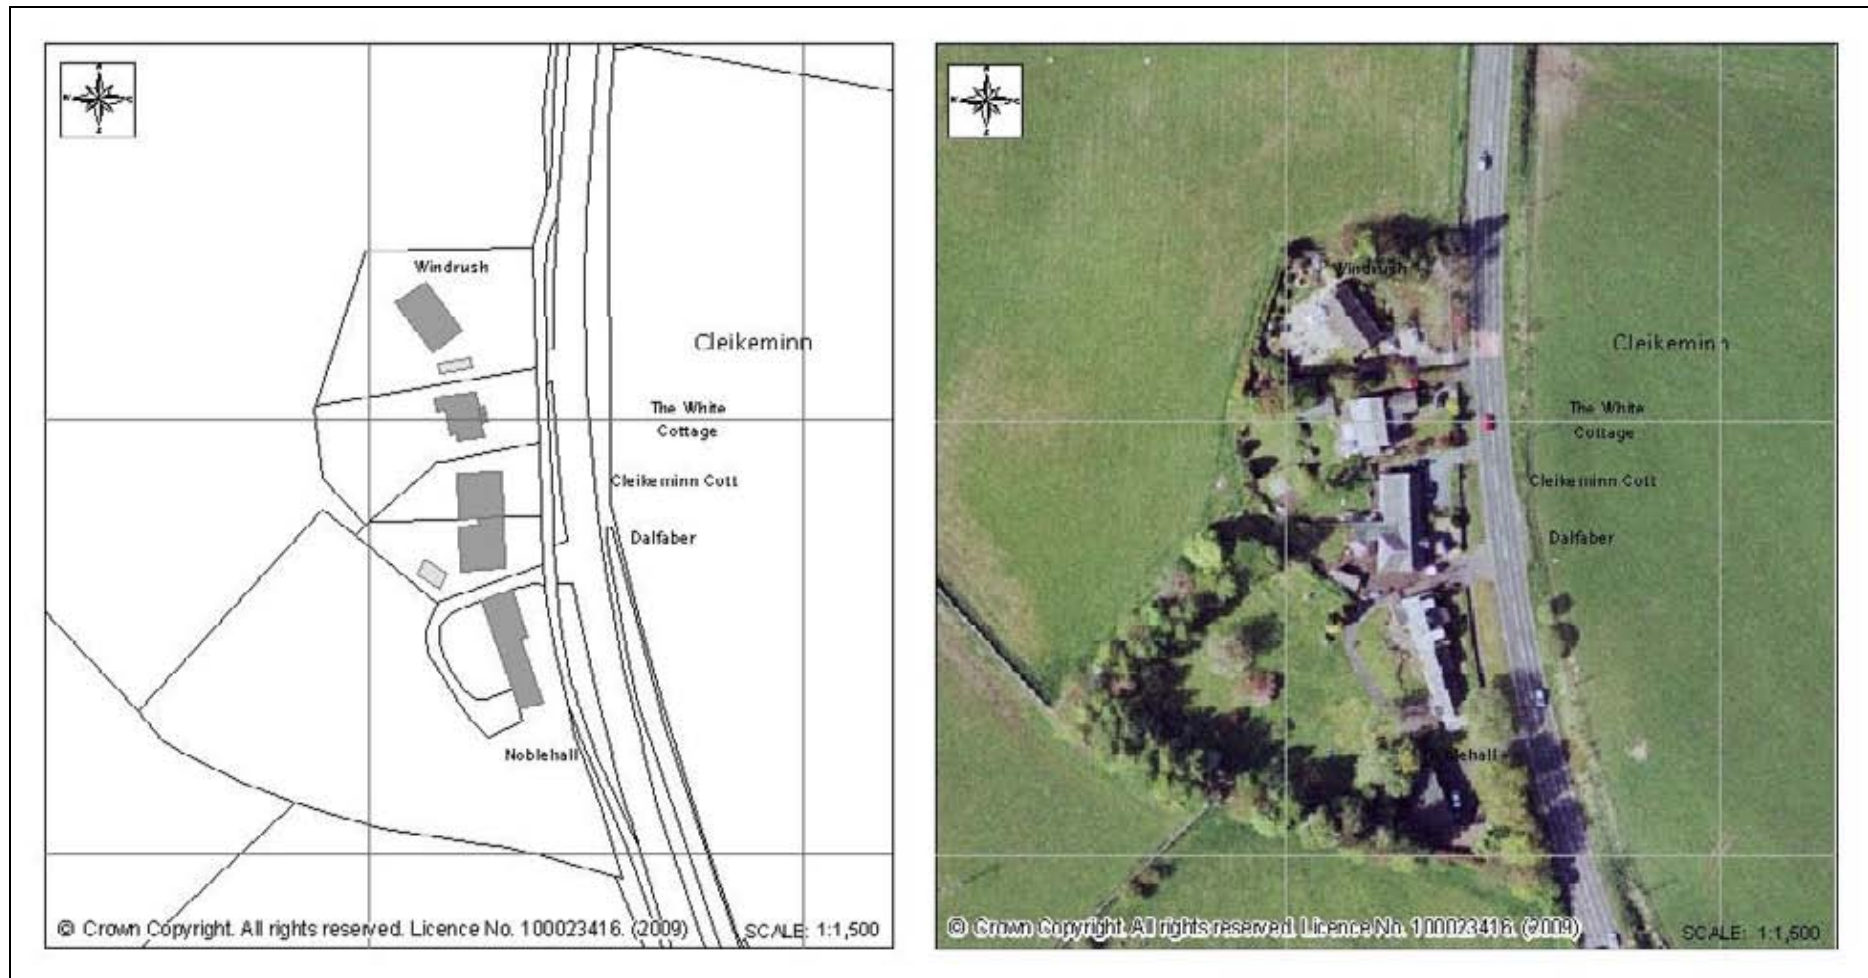 Windrush
Cleikeminn
The White
Cottage
Cleikeminn Cott
Dalfaber
Noblehall
© Crown Copyright. All rights reserved. Licence No. 100023416. (2009)
SCALE: 1:1,500
Windrush
Cleikeminn
The White
Cottage
Cleikeminn Cott
Dalfaber
Noblehall
© Crown Copyright. All rights reserved. Licence No. 100023416. (2009)
SCALE: 1:1,500